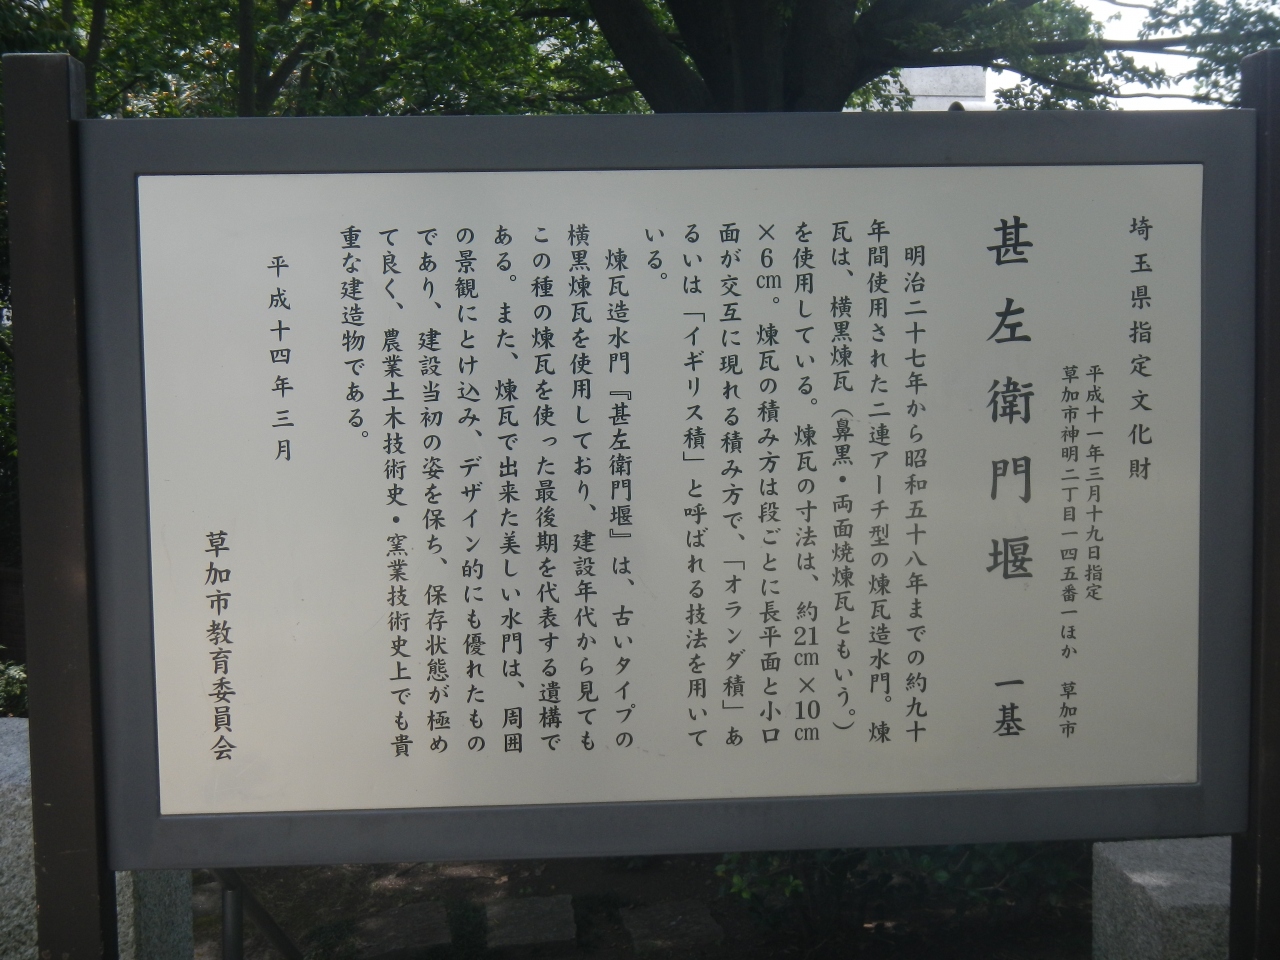 埼玉県指定文化財
平成十一年三月十九日指定
草加市神明二丁目一四五番一ほか 草加市
甚左衛門堰 一基
明治二十七年から昭和五十八年までの約九十
年間使用された二連アーチ型の煉瓦造水門。煉
瓦は、横黒煉瓦（鼻黒・両面焼煉瓦ともいう。）
を使用している。煉瓦の寸法は、約21㎝×10㎝
×6㎝。煉瓦の積み方は段ごとに長平面と小口
面が交互に現れる積み方で、「オランダ積」あ
るいは「イギリス積」と呼ばれる技法を用いて
いる。
煉瓦造水門『甚左衛門堰』は、古いタイプの
横黒煉瓦を使用しており、建設年代から見ても
この種の煉瓦を使った最後期を代表する遺構で
ある。また、煉瓦で出来た美しい水門は、周囲
の景観にとけ込み、デザイン的にも優れたもの
であり、建設当初の姿を保ち、保存状態が極め
て良く、農業土木技術史・窯業技術史上でも貴
重な建造物である。
平成十四年三月
草加市教育委員会